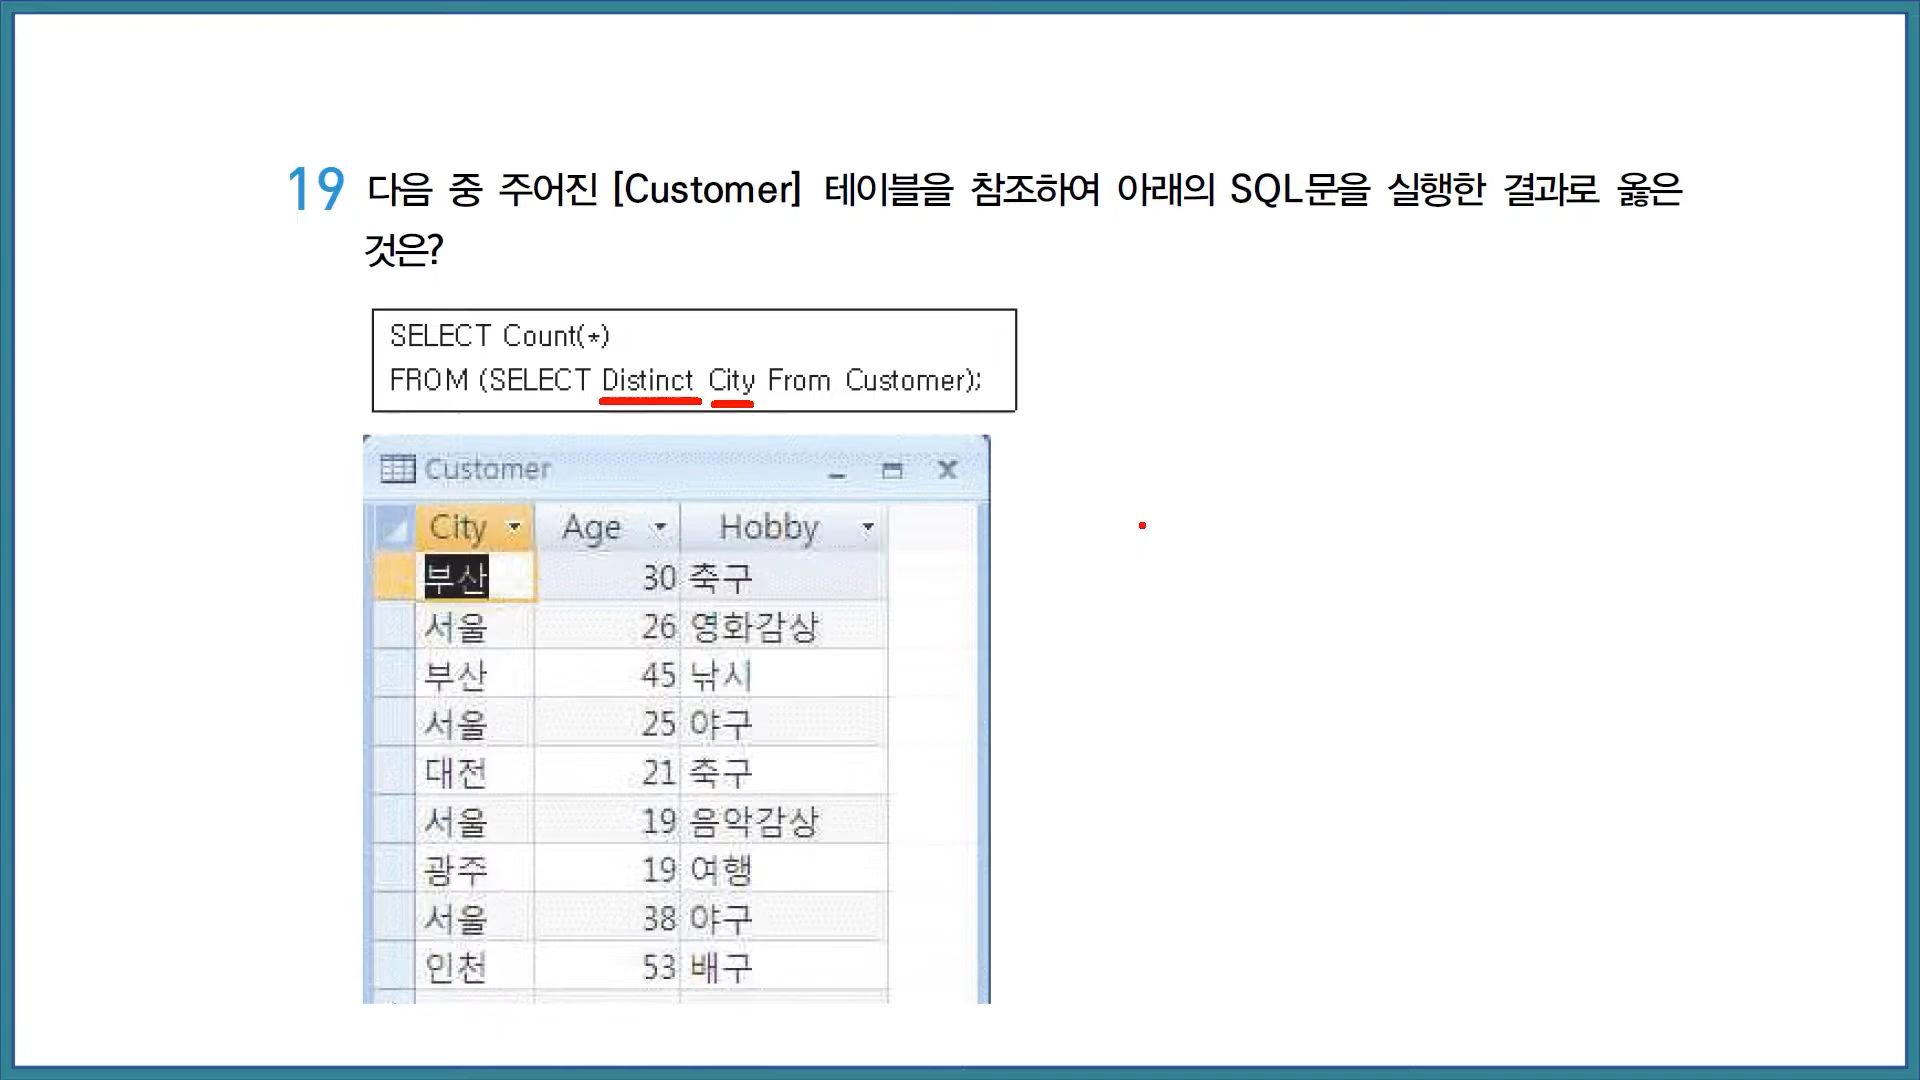 19 다음 중 주어진 [Customer] 테이블을 참조하여 아래의 SQL문을 실행한 결과로 옳은
것은?
SELECT Count(*)
FROM (SELECT Distinct City From Customer);
Customer
City Age Hobby
부산 30 축구
서울 26 영화감상
부산 45 낚시
서울 25 야구
대전 21 축구
서울 19 음악감상
광주 19 여행
서울 38 야구
인천 53 배구